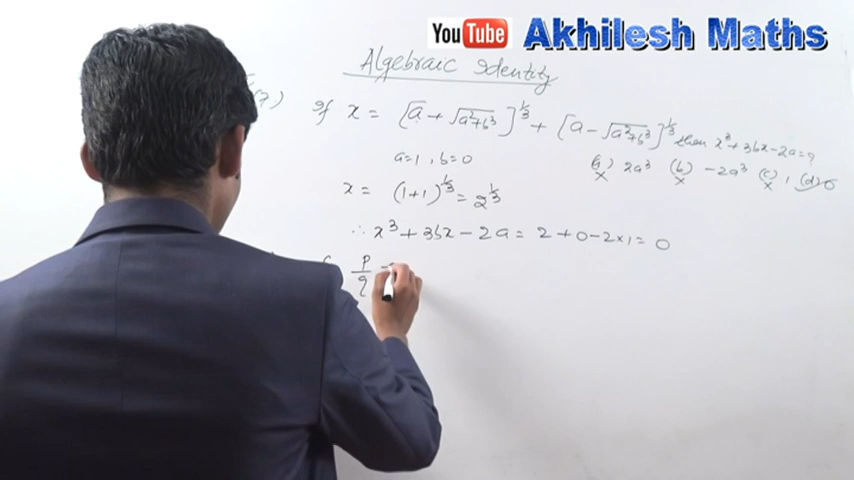 YouTube Akhilesh Maths
Algebraic Identity
7) If x = [a + √a²+b³]^1/3 + [a − √a²+b³]^1/3 then x³+3bx−2a=?
(a) 2a³ (b) −2a³ (c) 1 (d) 0
a=1, b=0
x = (1+1)^1/3 = 2^1/3
∴ x³ + 3bx − 2a = 2 + 0 − 2×1 = 0
p/q